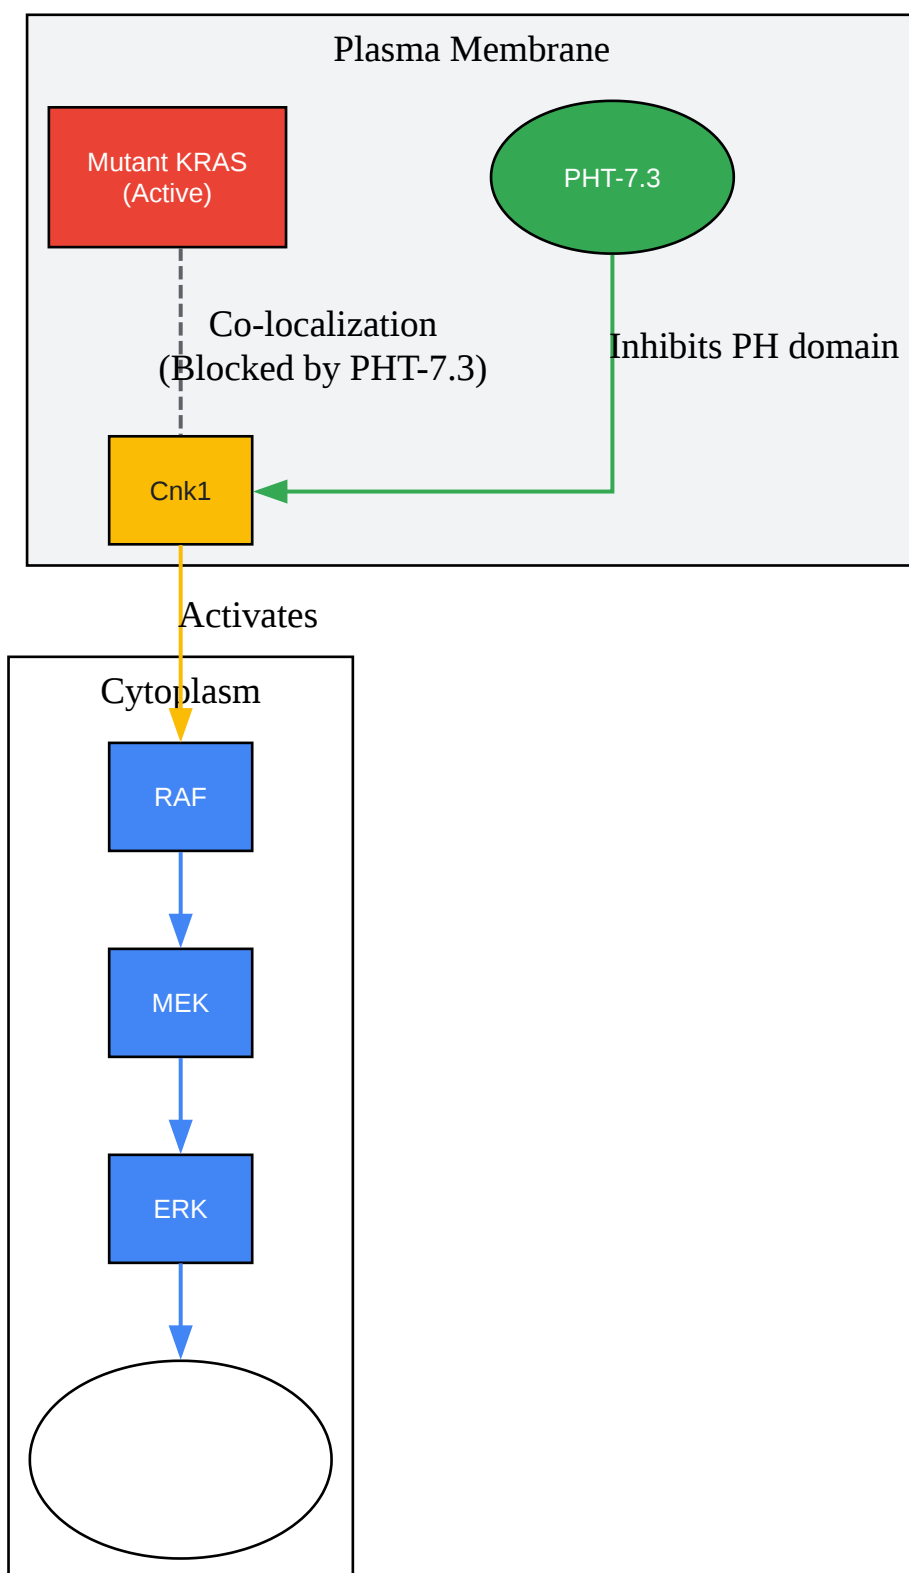 Plasma Membrane
Mutant KRAS
(Active)
PHT-7.3
Co-localization
(Blocked by PHT-7.3)
Inhibits PH domain
Cnk1
Activates
Cytoplasm
RAF
MEK
ERK